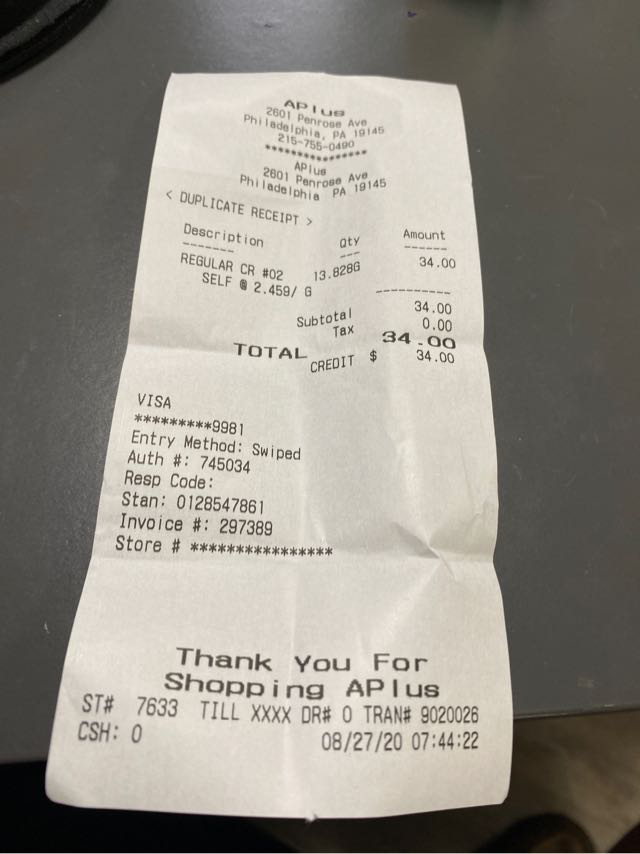 APlus
2601 Penrose Ave
Philadelphia, PA 19145
215-755-0490
****************
APlus
2601 Penrose Ave
Philadelphia PA 19145
< DUPLICATE RECEIPT >
Description Qty Amount
------- --- ------
REGULAR CR #02 13.828G 34.00
SELF @ 2.459/ G
----------
Subtotal 34.00
Tax 0.00
TOTAL 34.00
CREDIT $ 34.00
VISA
*********9981
Entry Method: Swiped
Auth #: 745034
Resp Code:
Stan: 0128547861
Invoice #: 297389
Store # ****************
Thank You For
Shopping APlus
ST# 7633 TILL XXXX DR# 0 TRAN# 9020026
CSH: 0 08/27/20 07:44:22